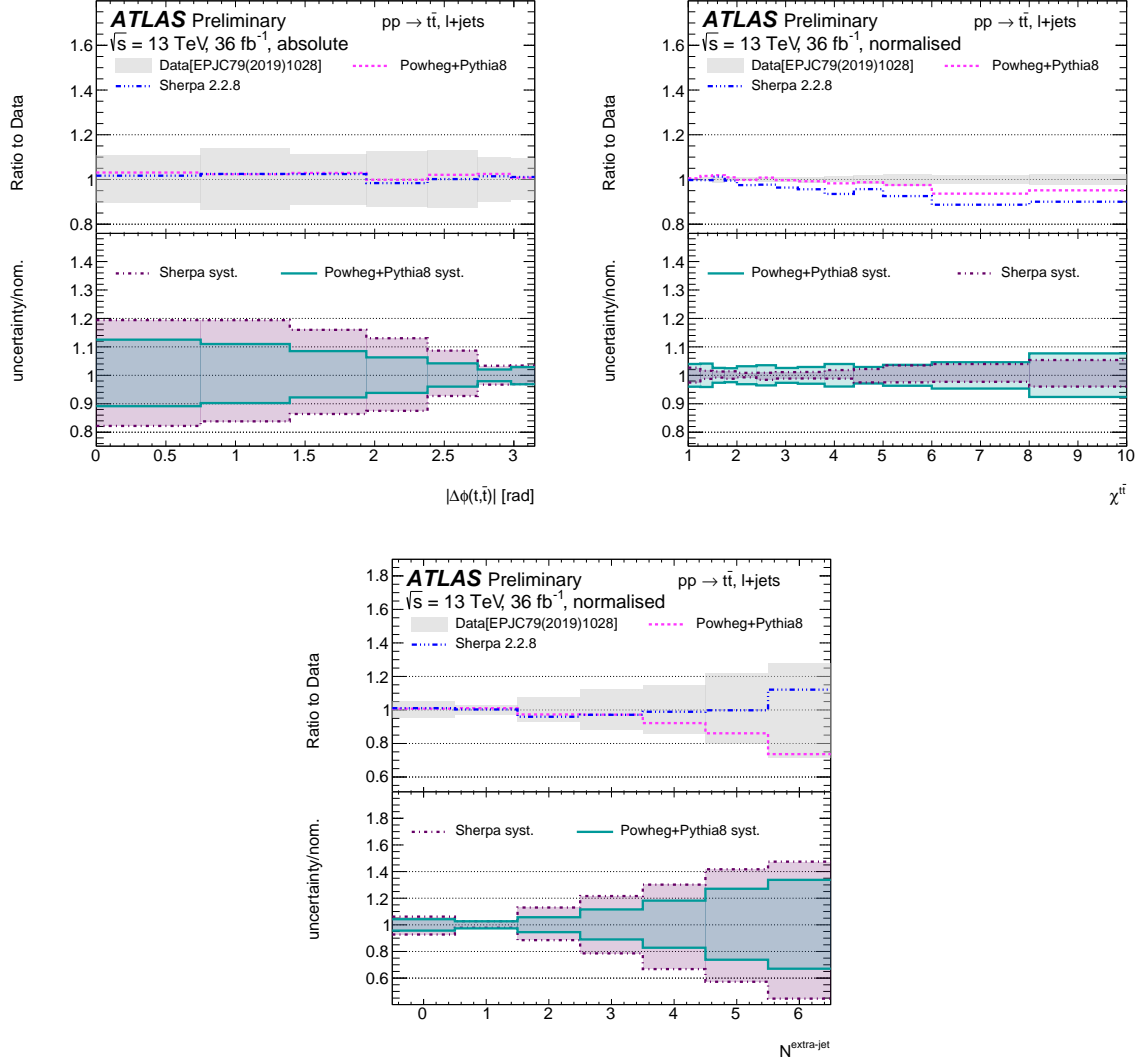 ATLAS Preliminary pp → tt̄, l+jets
√s = 13 TeV, 36 fb⁻¹, absolute
Data[EPJC79(2019)1028] Powheg+Pythia8
Sherpa 2.2.8
Ratio to Data
1.6
1.4
1.2
1
0.8
Sherpa syst. Powheg+Pythia8 syst.
uncertainty/nom.
1.4
1.3
1.2
1.1
1.0
0.9
0.8
0 0.5 1 1.5 2 2.5 3
|Δϕ(t,t̄)| [rad]
ATLAS Preliminary pp → tt̄, l+jets
√s = 13 TeV, 36 fb⁻¹, normalised
Data[EPJC79(2019)1028] Powheg+Pythia8
Sherpa 2.2.8
Ratio to Data
1.6
1.4
1.2
1
0.8
Powheg+Pythia8 syst. Sherpa syst.
uncertainty/nom.
1.4
1.3
1.2
1.1
1.0
0.9
0.8
1 2 3 4 5 6 7 8 9 10
χ^tt̄
ATLAS Preliminary pp → tt̄, l+jets
√s = 13 TeV, 36 fb⁻¹, normalised
Data[EPJC79(2019)1028] Powheg+Pythia8
Sherpa 2.2.8
Ratio to Data
1.8
1.6
1.4
1.2
1.0
0.8
0.6
Sherpa syst. Powheg+Pythia8 syst.
uncertainty/nom.
1.8
1.6
1.4
1.2
1.0
0.8
0.6
0 1 2 3 4 5 6
N^extra-jet